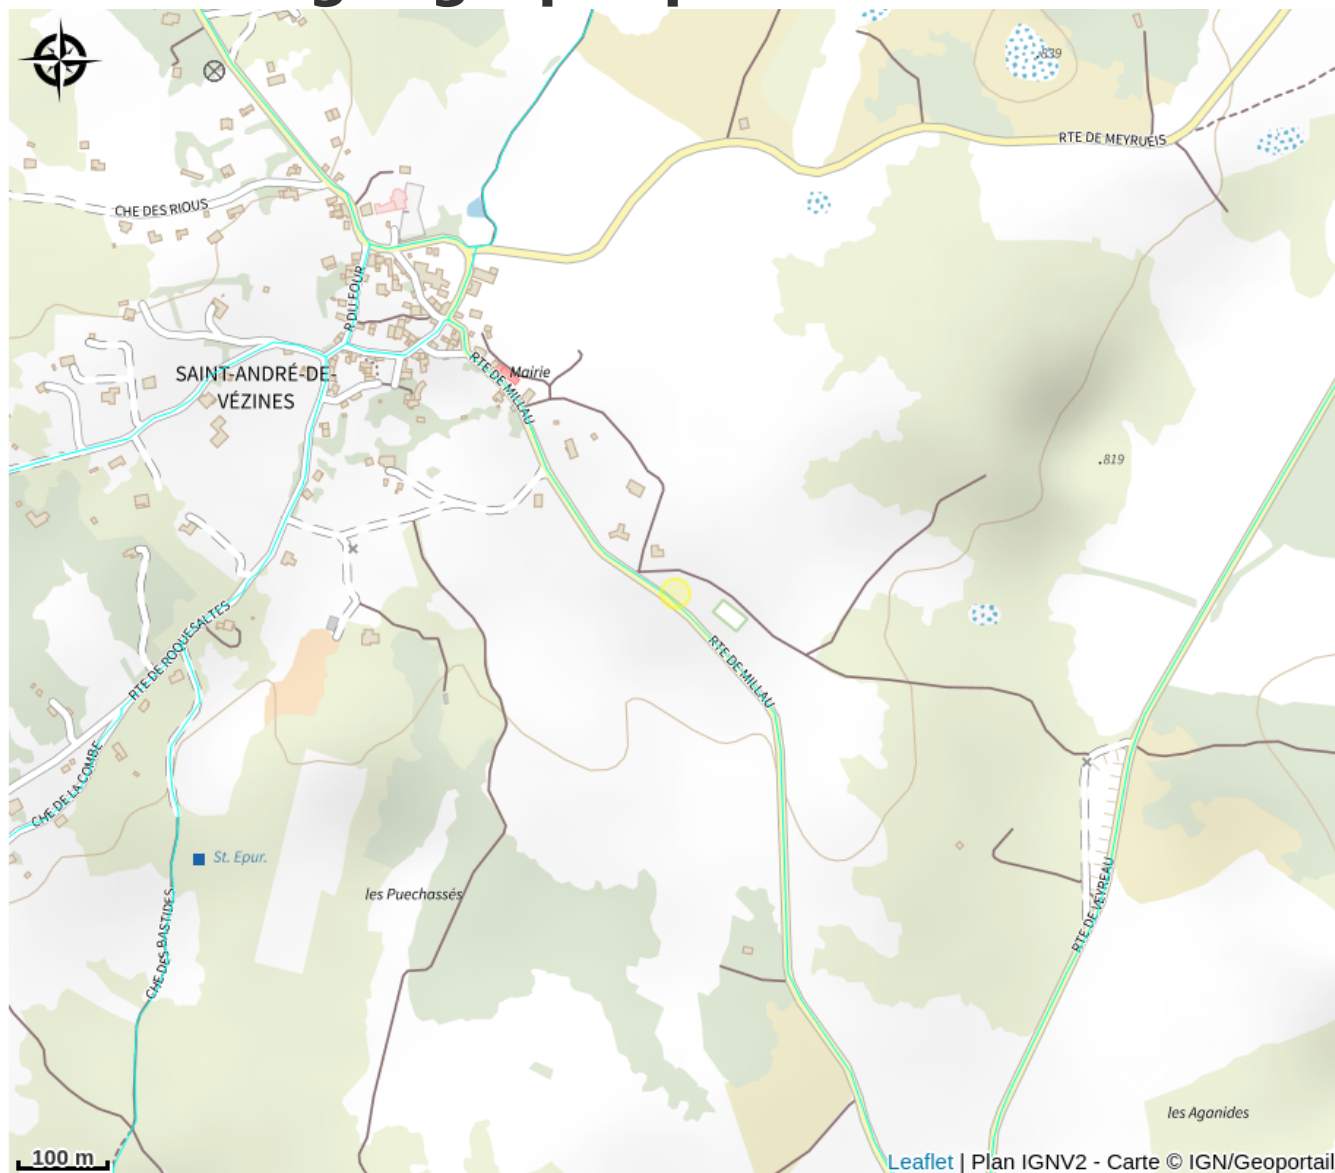 839
RTE DE MEYRUEIS
CHE DES RIOUS
R DU FOUR
SAINT-ANDRÉ-DE-
VÉZINES
Mairie
RTE DE MILLAU
819
RTE DE ROQUESALTES
RTE DE MILLAU
CHE DE LA COMBE
St. Epur.
les Puechassés
CHE DES BASTIDES
RTE DE VEYREAU
les Aganides
100 m
Leaflet | Plan IGNV2 - Carte © IGN/Geoportail